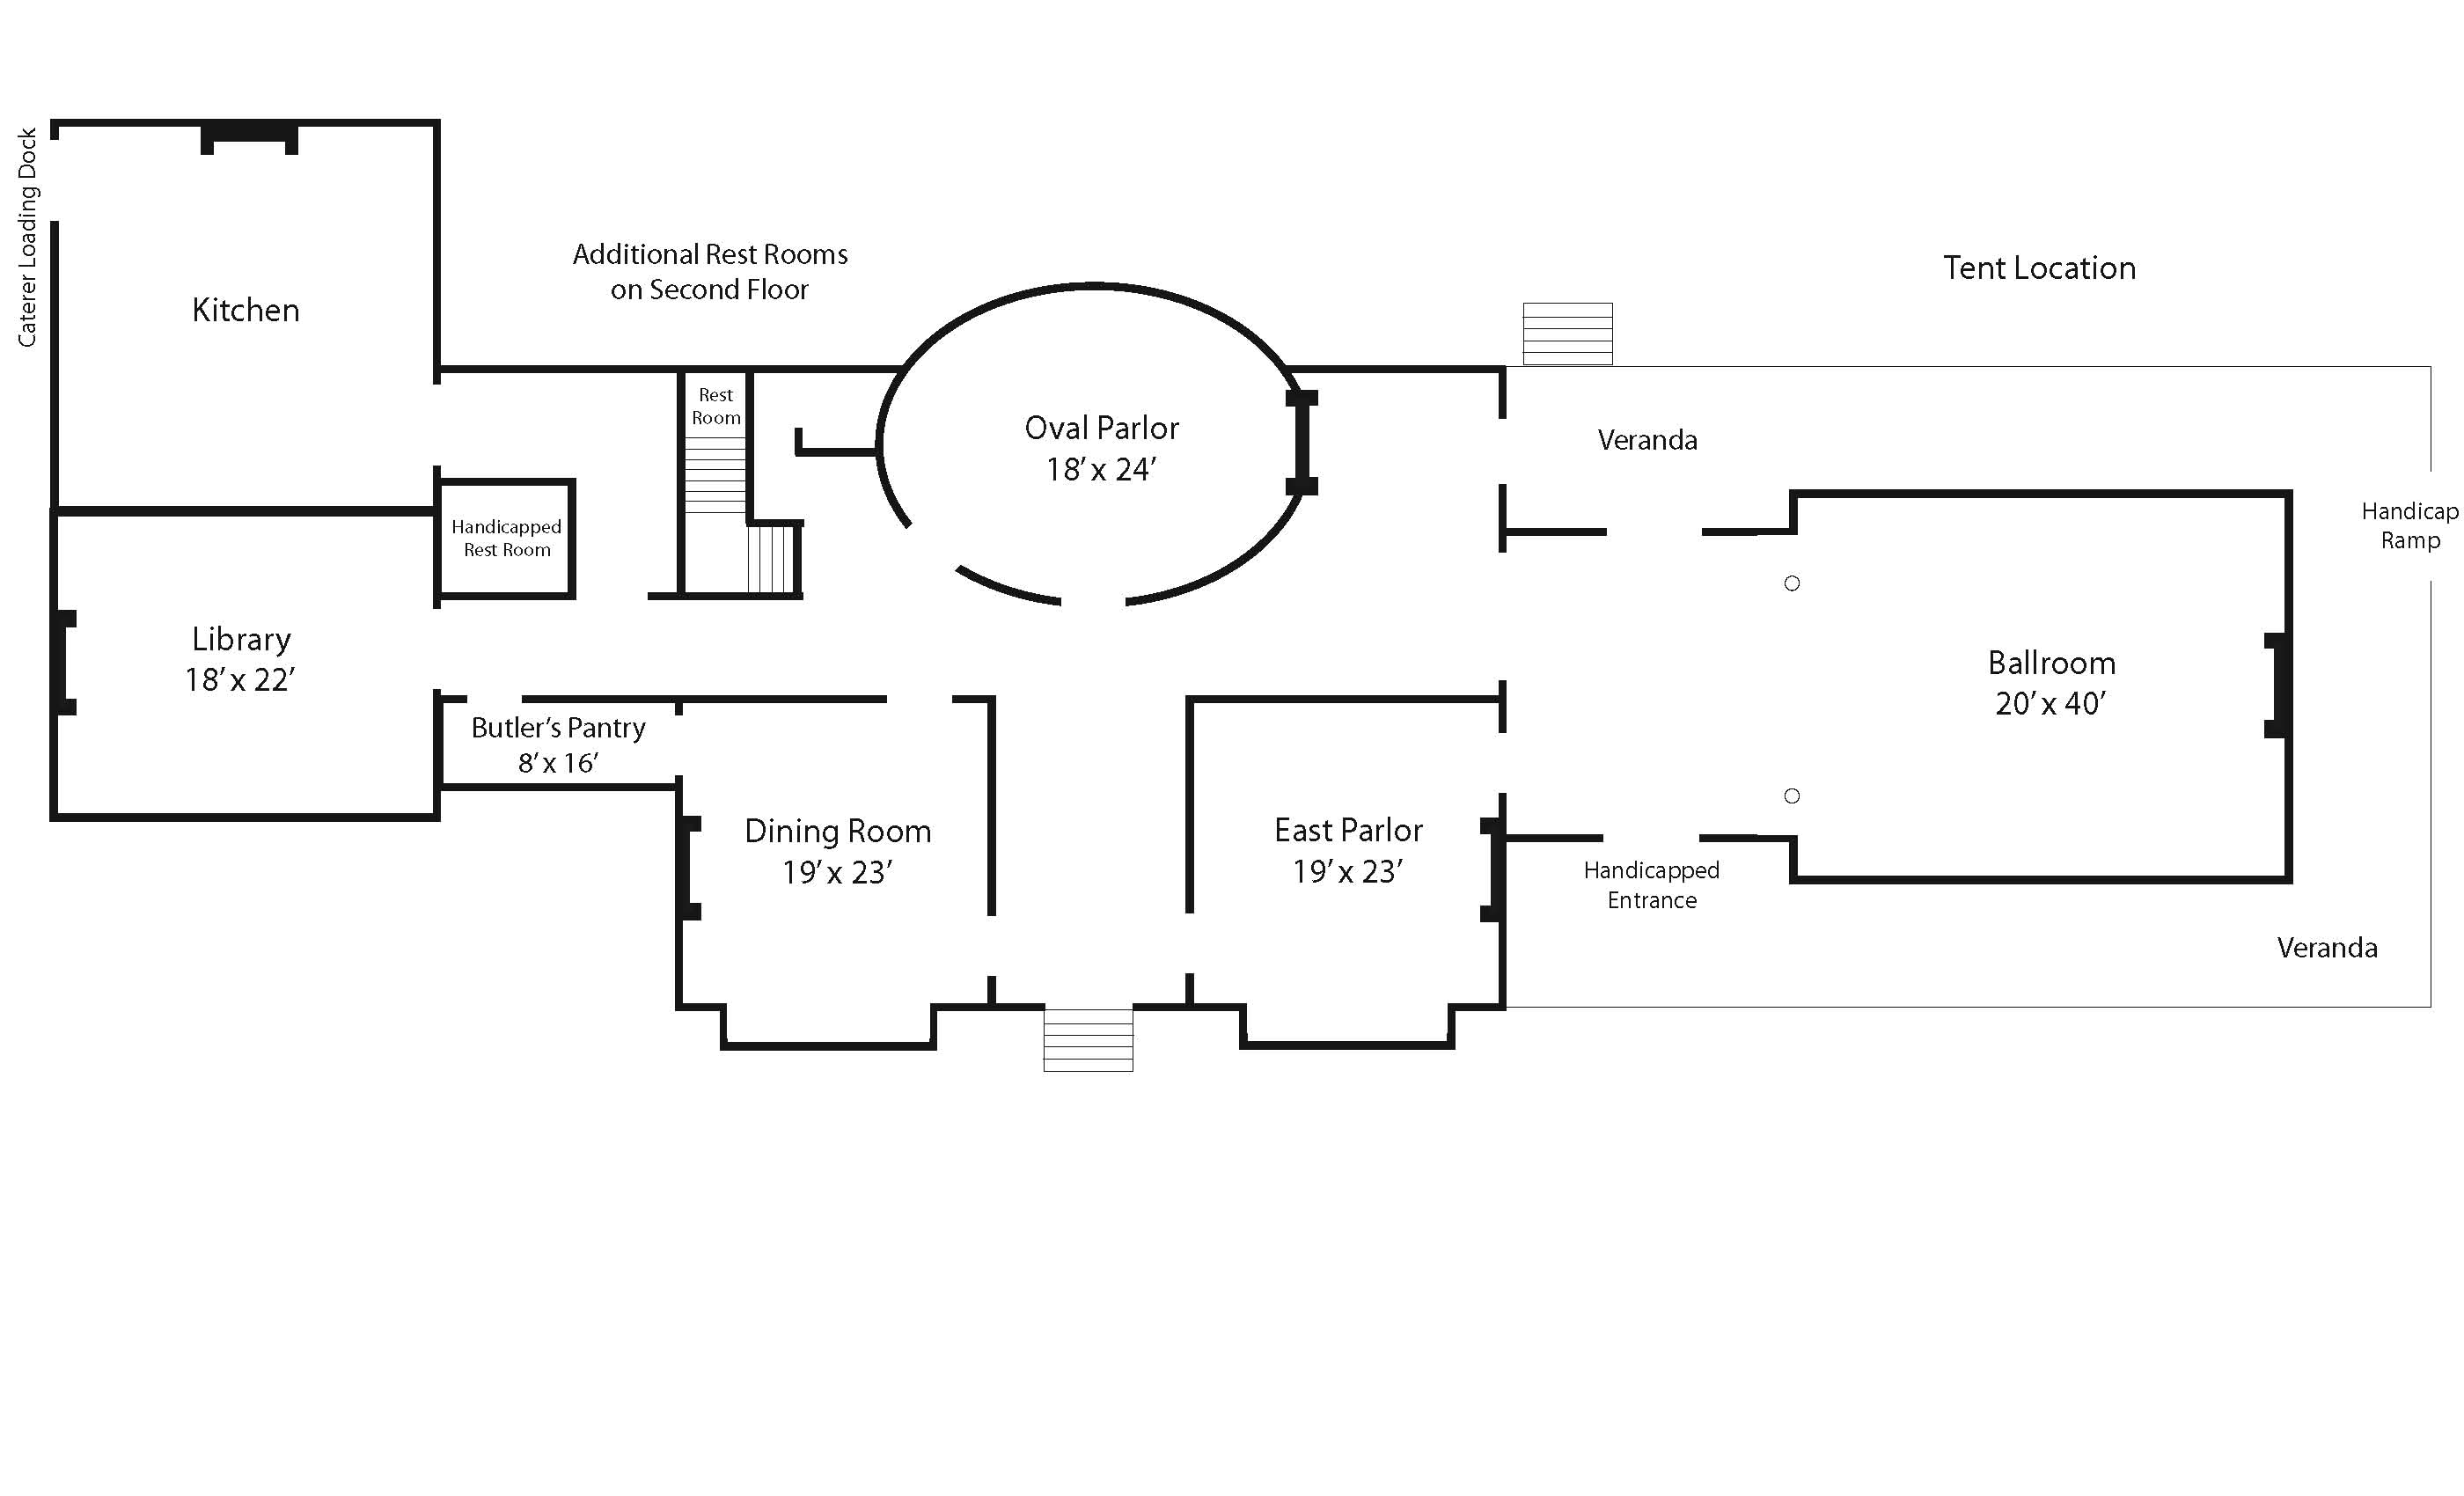 Caterer Loading Dock
Kitchen
Additional Rest Rooms
on Second Floor
Tent Location
Rest
Room
Oval Parlor
18’ x 24’
Veranda
Handicapped
Rest Room
Handicap
Ramp
Library
18’ x 22’
Ballroom
20’ x 40’
Butler’s Pantry
8’ x 16’
Dining Room
19’ x 23’
East Parlor
19’ x 23’
Handicapped
Entrance
Veranda